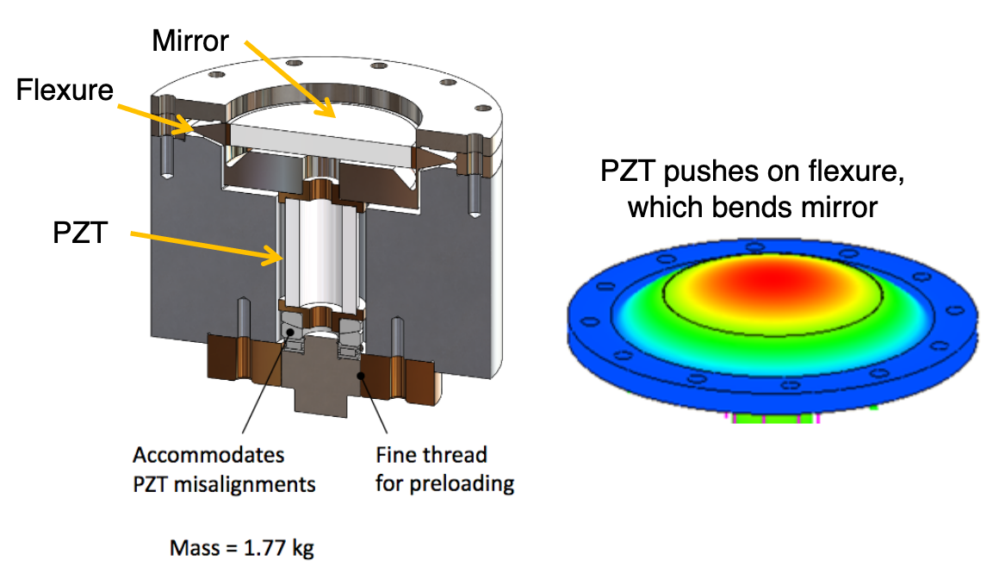 Mirror
Flexure
PZT
PZT pushes on flexure,
which bends mirror
Accommodates
PZT misalignments
Fine thread
for preloading
Mass = 1.77 kg